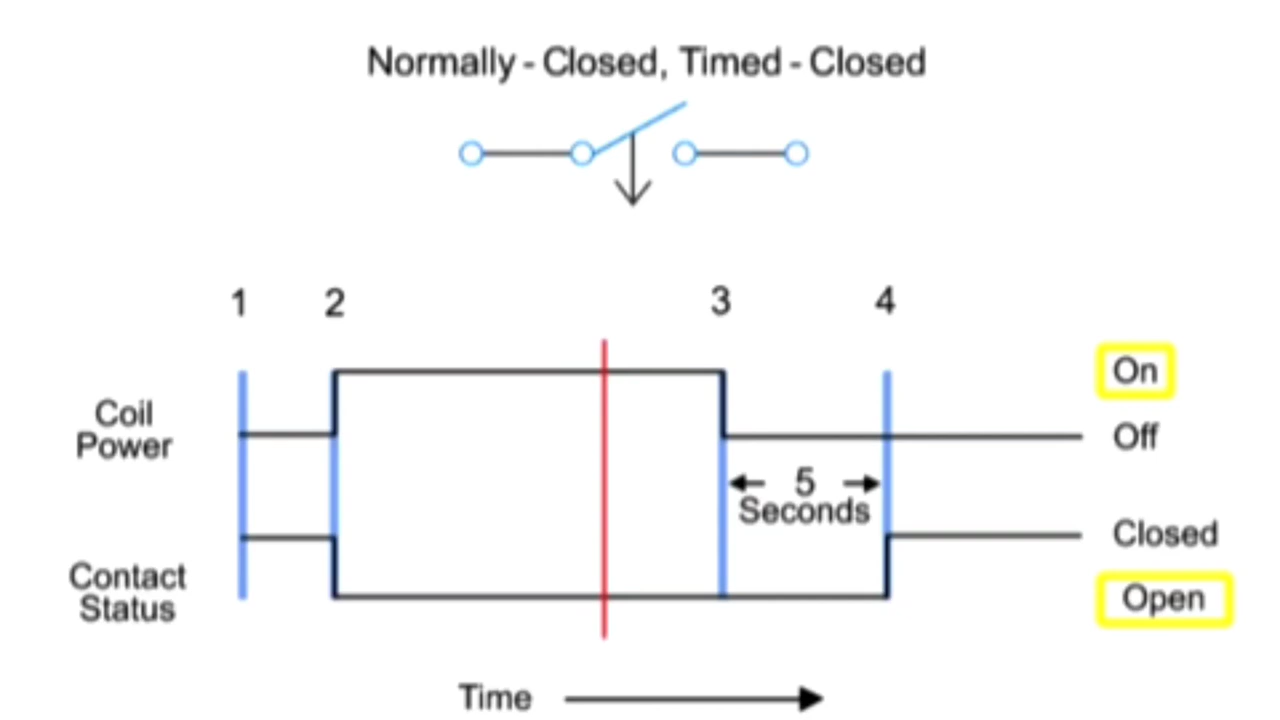 Normally - Closed, Timed - Closed
1 2 3 4
On
Coil
Power
Off
5
Seconds
Closed
Contact
Status
Open
Time